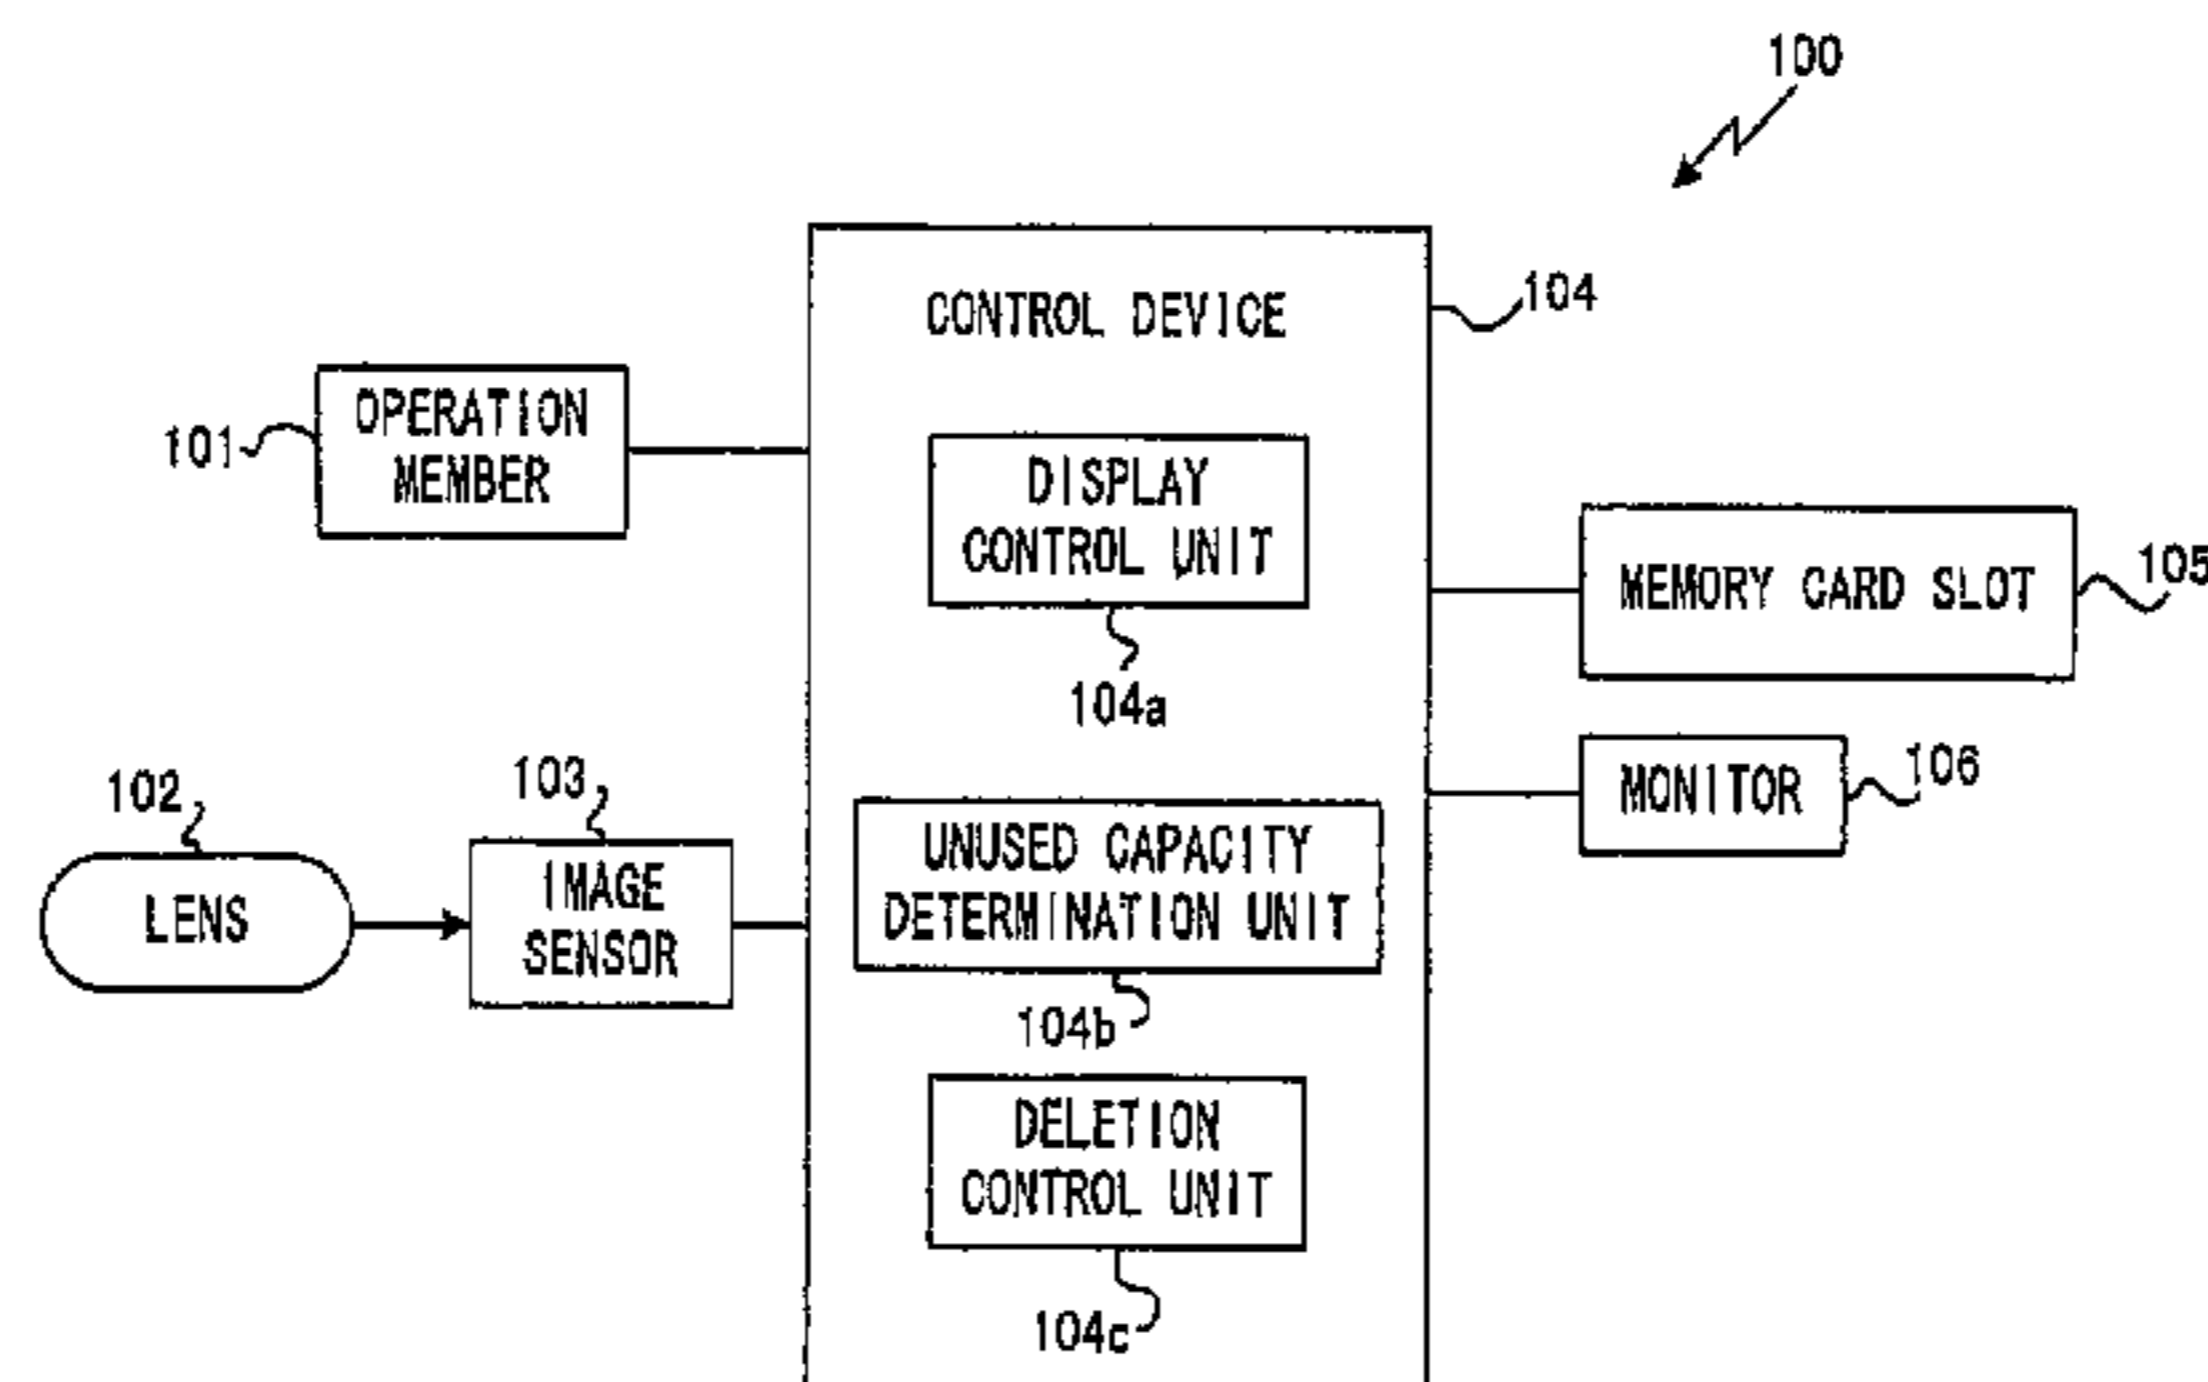 100
CONTROL DEVICE
104
OPERATION
MEMBER
101
DISPLAY
CONTROL UNIT
104a
MEMORY CARD SLOT
105
MONITOR
106
102
LENS
103
IMAGE
SENSOR
UNUSED CAPACITY
DETERMINATION UNIT
104b
DELETION
CONTROL UNIT
104c